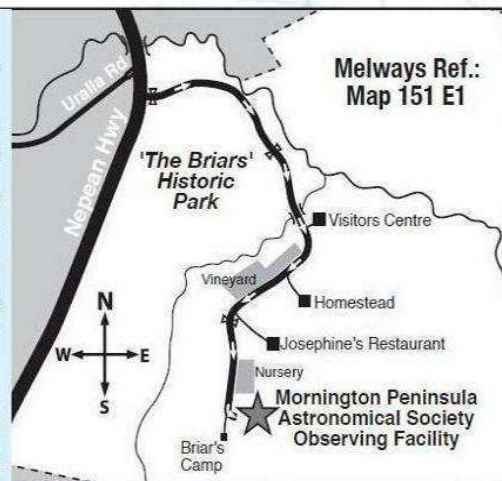 Melways Ref.:
Map 151 E1
Uralla Rd
Nepean Hwy
'The Briars'
Historic
Park
Visitors Centre
Vineyard
Homestead
Josephine's Restaurant
Nursery
N
W
E
S
Mornington Peninsula
Astronomical Society
Observing Facility
Briar's
Camp